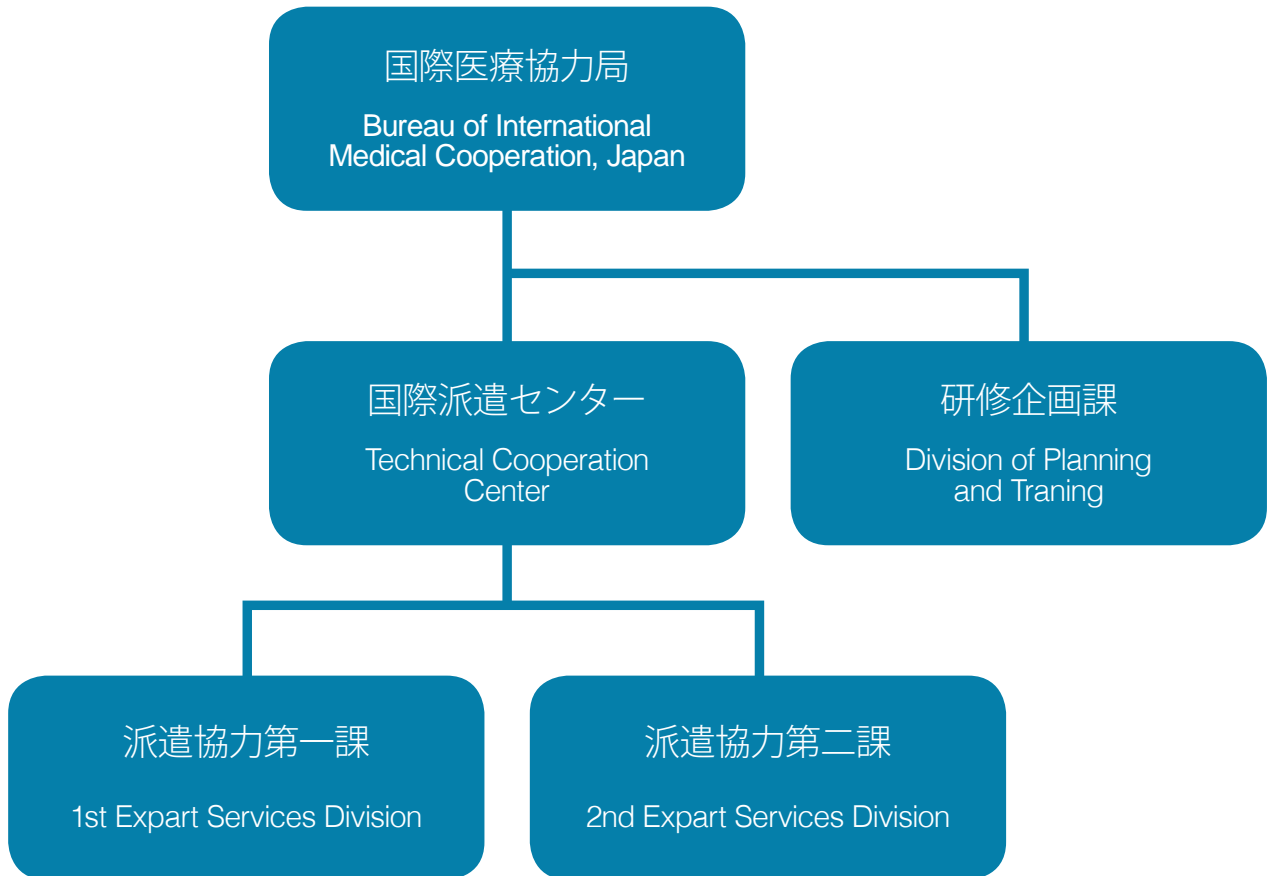 国際医療協力局
Bureau of International
Medical Cooperation, Japan
国際派遣センター
Technical Cooperation
Center
研修企画課
Division of Planning
and Traning
派遣協力第一課
1st Expart Services Division
派遣協力第二課
2nd Expart Services Division